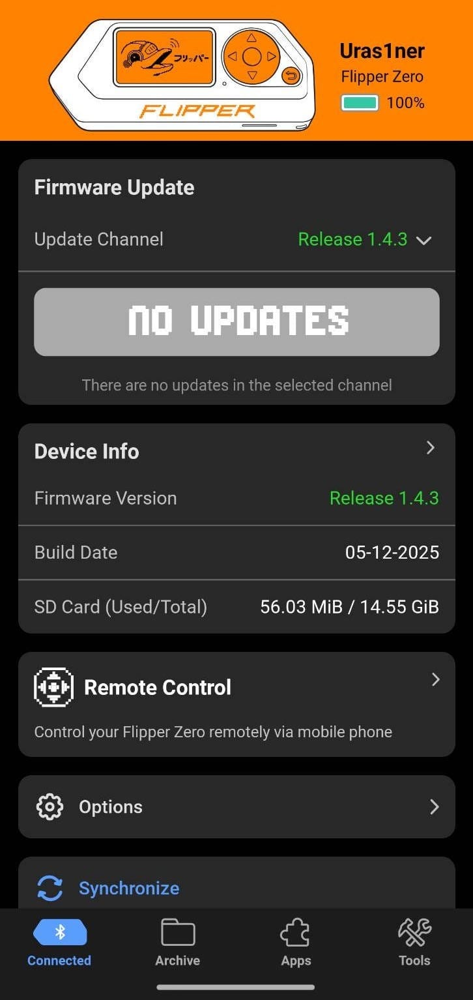 フリッパー
FLIPPER
Uras1ner
Flipper Zero
100%
Firmware Update
Update Channel Release 1.4.3
NO UPDATES
There are no updates in the selected channel
Device Info
Firmware Version Release 1.4.3
Build Date 05-12-2025
SD Card (Used/Total) 56.03 MiB / 14.55 GiB
Remote Control
Control your Flipper Zero remotely via mobile phone
Options
Synchronize
Connected Archive Apps Tools